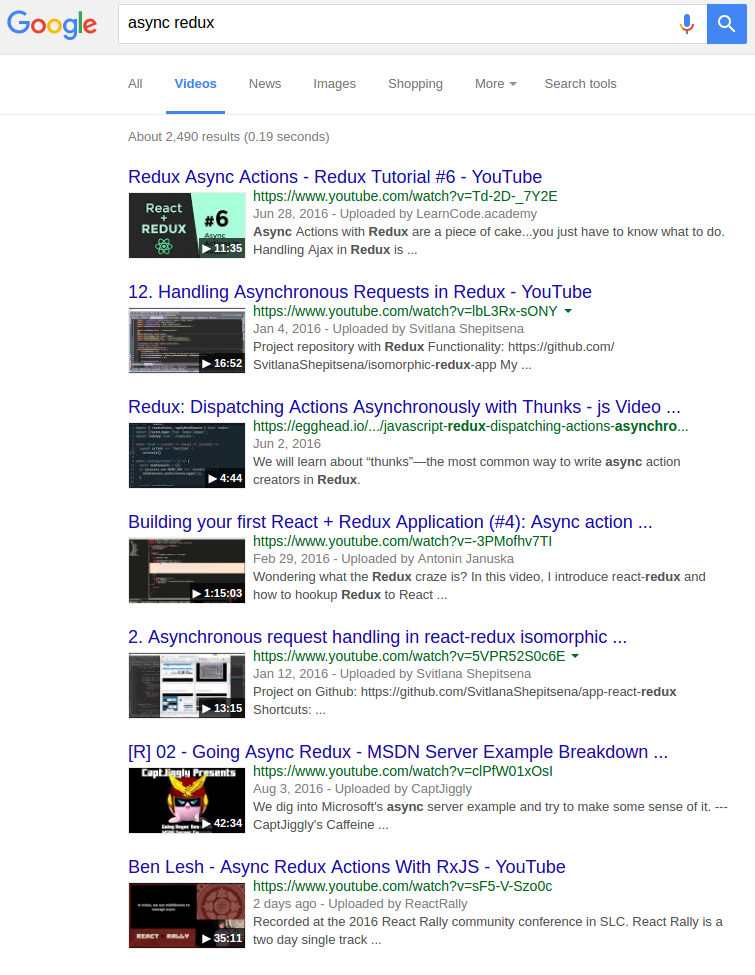 Google
async redux
All Videos News Images Shopping More Search tools
About 2,490 results (0.19 seconds)
Redux Async Actions - Redux Tutorial #6 - YouTube
React
+
REDUX
#6
Async
11:35
https://www.youtube.com/watch?v=Td-2D-_7Y2E
Jun 28, 2016 - Uploaded by LearnCode.academy
Async Actions with Redux are a piece of cake...you just have to know what to do.
Handling Ajax in Redux is ...
12. Handling Asynchronous Requests in Redux - YouTube
16:52
https://www.youtube.com/watch?v=lbL3Rx-sONY
Jan 4, 2016 - Uploaded by Svitlana Shepitsena
Project repository with Redux Functionality: https://github.com/
SvitlanaShepitsena/isomorphic-redux-app My ...
Redux: Dispatching Actions Asynchronously with Thunks - js Video ...
4:44
https://egghead.io/.../javascript-redux-dispatching-actions-asynchro...
Jun 2, 2016
We will learn about “thunks”—the most common way to write async action
creators in Redux.
Building your first React + Redux Application (#4): Async action ...
1:15:03
https://www.youtube.com/watch?v=-3PMofhv7TI
Feb 29, 2016 - Uploaded by Antonin Januska
Wondering what the Redux craze is? In this video, I introduce react-redux and
how to hookup Redux to React ...
2. Asynchronous request handling in react-redux isomorphic ...
13:15
https://www.youtube.com/watch?v=5VPR52S0c6E
Jan 12, 2016 - Uploaded by Svitlana Shepitsena
Project on Github: https://github.com/SvitlanaShepitsena/app-react-redux
Shortcuts: ...
[R] 02 - Going Async Redux - MSDN Server Example Breakdown ...
CaptJiggly Presents
42:34
https://www.youtube.com/watch?v=clPfW01xOsI
Aug 3, 2016 - Uploaded by CaptJiggly
We dig into Microsoft's async server example and try to make some sense of it. ---
CaptJiggly's Caffeine ...
Ben Lesh - Async Redux Actions With RxJS - YouTube
REACT RALLY
35:11
https://www.youtube.com/watch?v=sF5-V-Szo0c
2 days ago - Uploaded by ReactRally
Recorded at the 2016 React Rally community conference in SLC. React Rally is a
two day single track ...